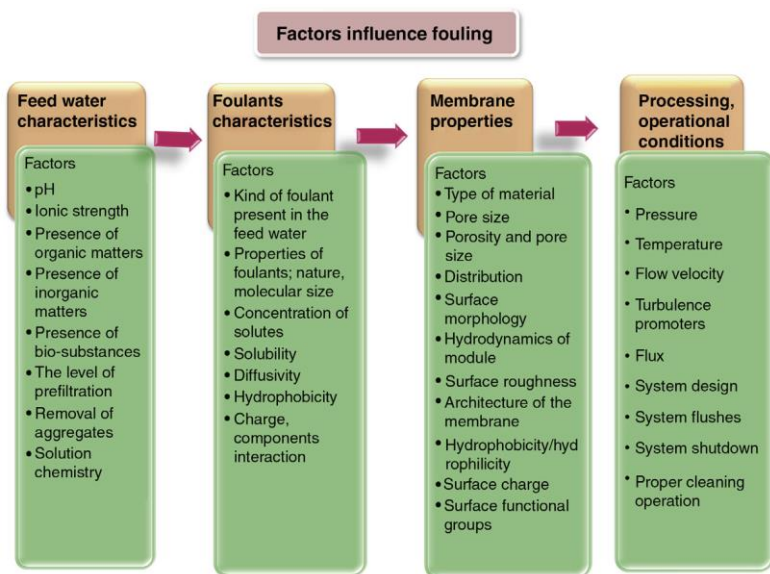 Factors influence fouling
Feed water
characteristics
Factors
•pH
•Ionic strength
•Presence of
organic matters
•Presence of
inorganic
matters
•Presence of
bio-substances
•The level of
prefiltration
•Removal of
aggregates
•Solution
chemistry
Foulants
characteristics
Factors
•Kind of foulant
present in the
feed water
•Properties of
foulants; nature,
molecular size
•Concentration of
solutes
•Solubility
•Diffusivity
•Hydrophobicity
•Charge,
components
interaction
Membrane
properties
Factors
•Type of material
•Pore size
•Porosity and pore
size
•Distribution
•Surface
morphology
•Hydrodynamics of
module
•Surface roughness
•Architecture of the
membrane
•Hydrophobicity/hyd
rophilicity
•Surface charge
•Surface functional
groups
Processing,
operational
conditions
Factors
• Pressure
• Temperature
• Flow velocity
• Turbulence
promoters
• Flux
• System design
• System flushes
• System shutdown
• Proper cleaning
operation